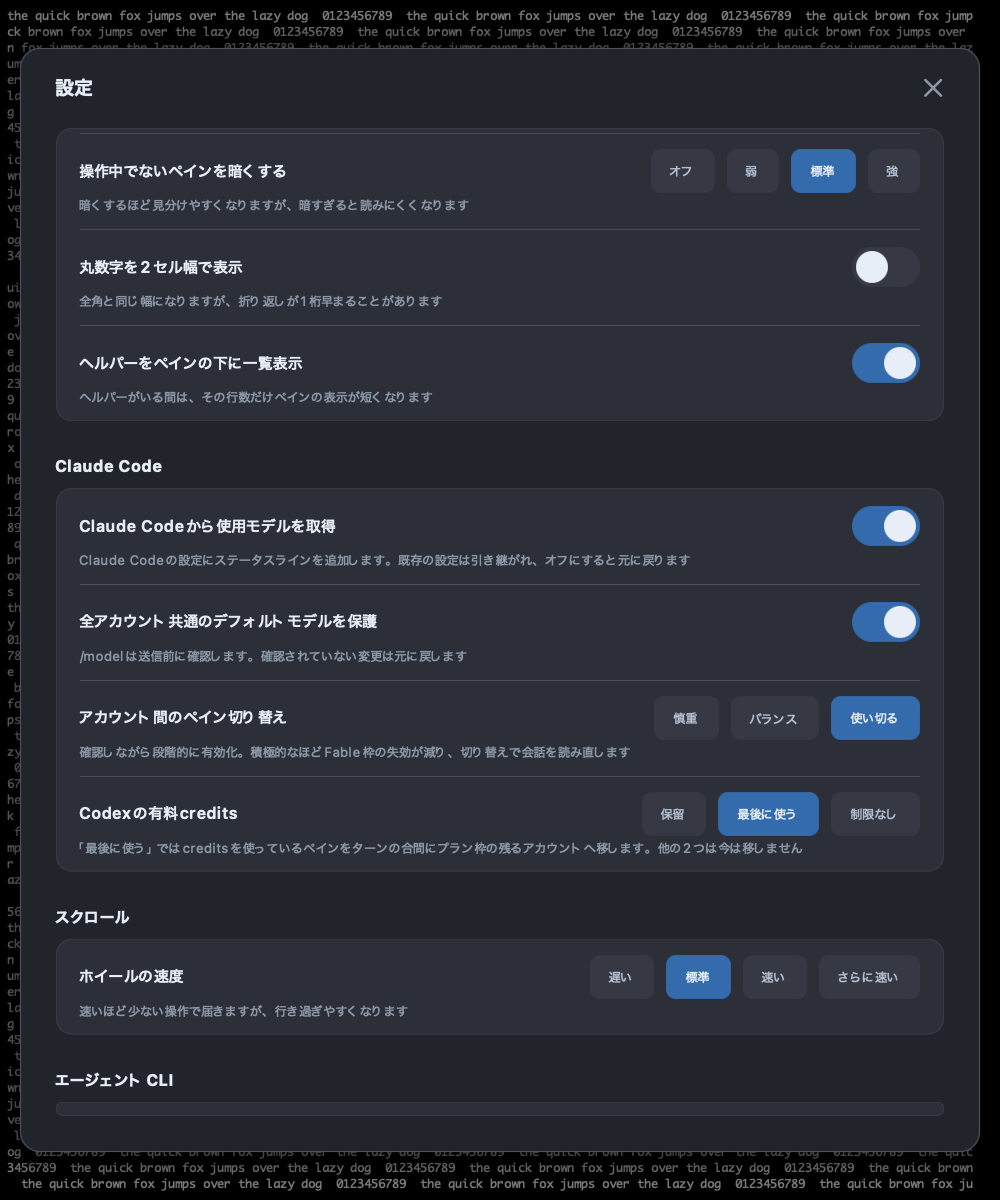 the quick brown fox jumps over the lazy dog  0123456789  the quick brown fox jumps over the lazy dog  0123456789  the quick brown fox jump
ck brown fox jumps over the lazy dog  0123456789  the quick brown fox jumps over the lazy dog  0123456789  the quick brown fox jumps over
設定
操作中でないペインを暗くする
オフ
弱
標準
強
暗くするほど見分けやすくなりますが、暗すぎると読みにくくなります
丸数字を2セル幅で表示
全角と同じ幅になりますが、折り返しが1桁早まることがあります
ヘルパーをペインの下に一覧表示
ヘルパーがいる間は、その行数だけペインの表示が短くなります
Claude Code
Claude Codeから使用モデルを取得
Claude Codeの設定にステータスラインを追加します。既存の設定は引き継がれ、オフにすると元に戻ります
全アカウント共通のデフォルトモデルを保護
/modelは送信前に確認します。確認されていない変更は元に戻します
アカウント間のペイン切り替え
慎重
バランス
使い切る
確認しながら段階的に有効化。積極的なほどFable枠の失効が減り、切り替えで会話を読み直します
Codexの有料credits
保留
最後に使う
制限なし
「最後に使う」ではcreditsを使っているペインをターンの合間にプラン枠の残るアカウントへ移します。他の2つは今は移しません
スクロール
ホイールの速度
遅い
標準
速い
さらに速い
速いほど少ない操作で届きますが、行き過ぎやすくなります
エージェント CLI
3456789  the quick brown fox jumps over the lazy dog  0123456789  the quick brown fox jumps over the lazy dog  0123456789  the quick brown
the quick brown fox jumps over the lazy dog  0123456789  the quick brown fox jumps over the lazy dog  0123456789  the quick brown fox ju